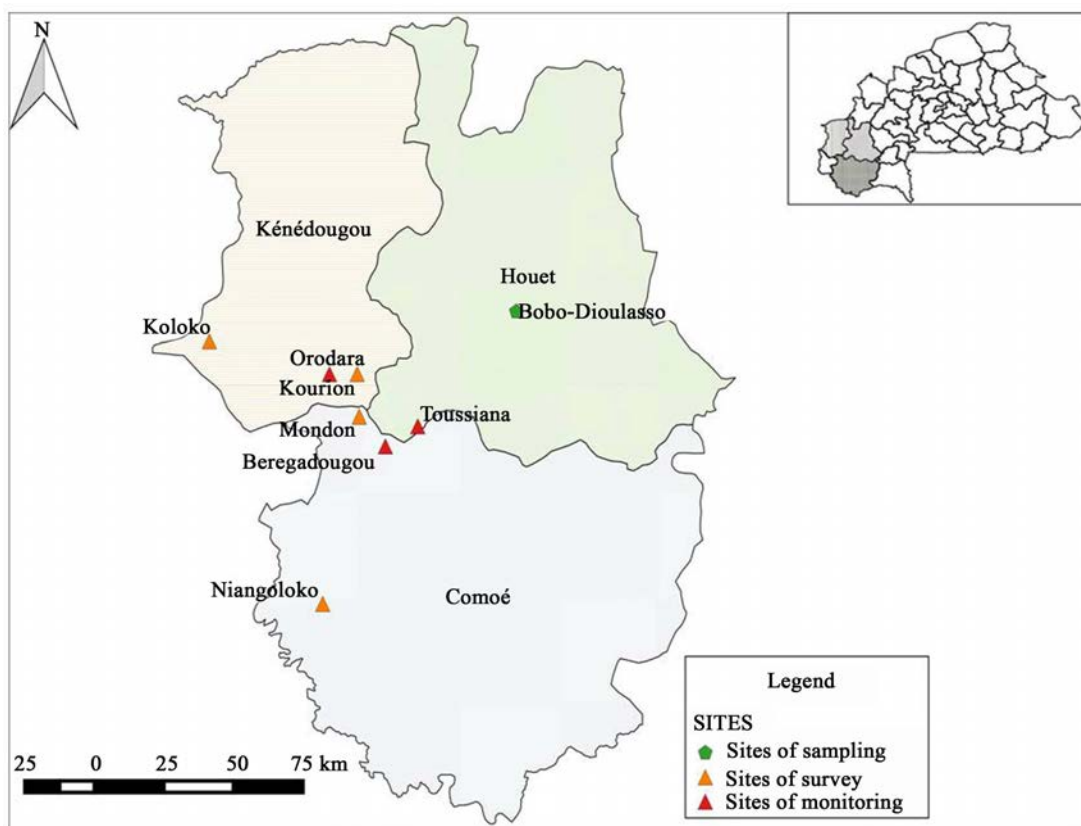 N
Kénédougou
Houet
Bobo-Dioulasso
Koloko
Orodara
Kourion
Toussiana
Mondon
Beregadougou
Niangoloko
Comoé
Legend
SITES
Sites of sampling
Sites of survey
Sites of monitoring
25 0 25 50 75 km